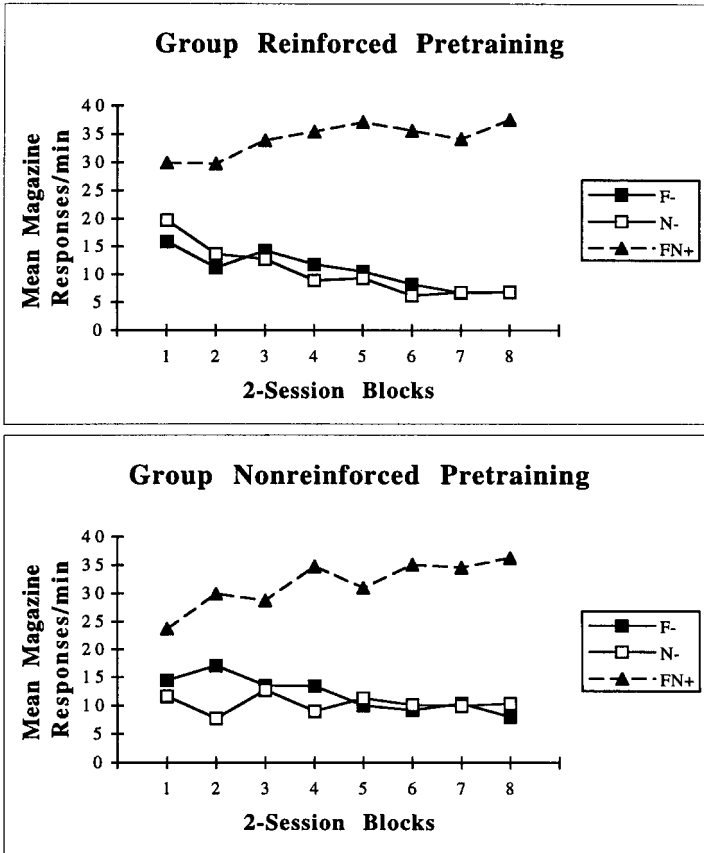 Group Reinforced Pretraining
Mean Magazine
Responses/min
40
35
30
25
20
15
10
5
0
1 2 3 4 5 6 7 8
2-Session Blocks
F-
N-
FN+
Group Nonreinforced Pretraining
Mean Magazine
Responses/min
40
35
30
25
20
15
10
5
0
1 2 3 4 5 6 7 8
2-Session Blocks
F-
N-
FN+